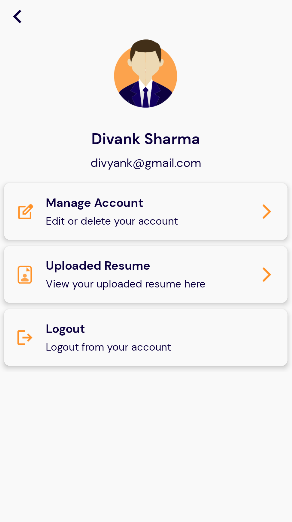 Divank Sharma
divyank@gmail.com
Manage Account
Edit or delete your account
Uploaded Resume
View your uploaded resume here
Logout
Logout from your account